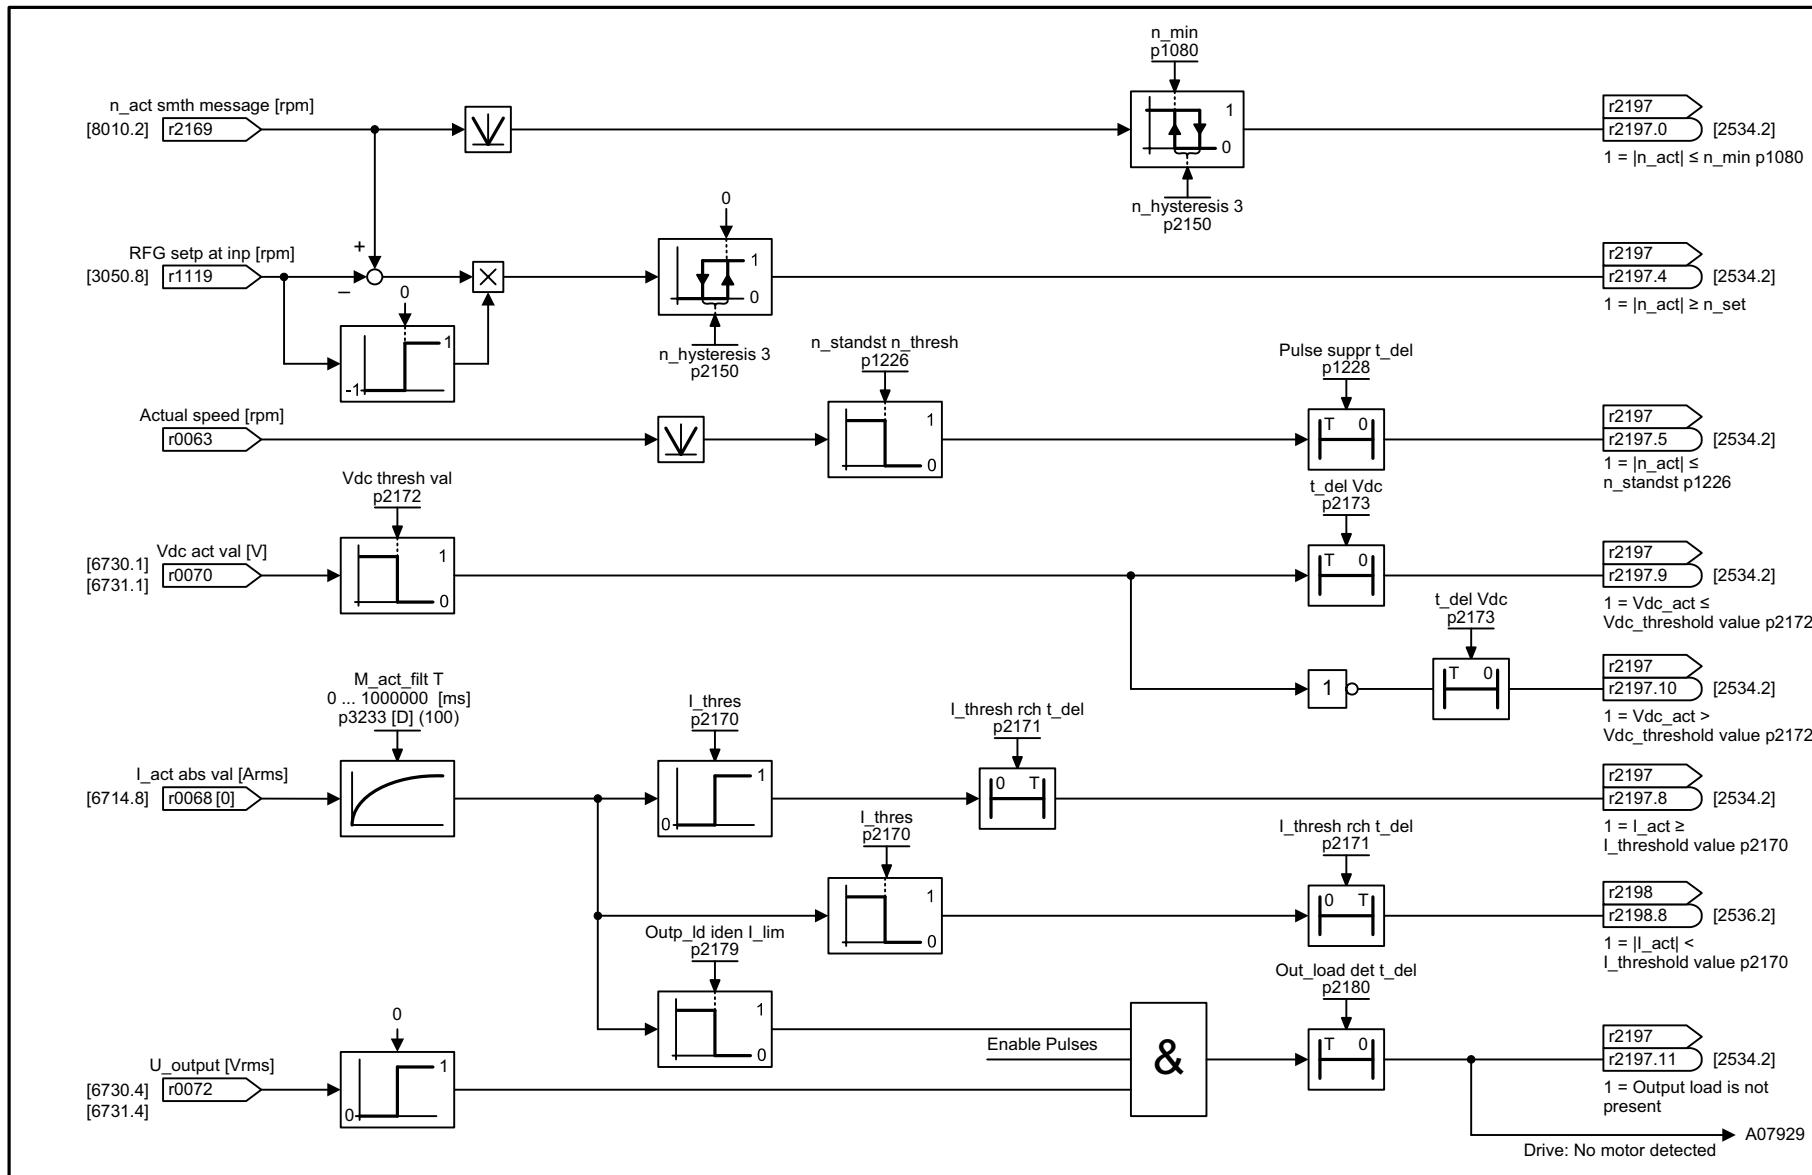 n_min
p1080
n_act smth message [rpm]
[8010.2] r2169
1
0
r2197
r2197.0 [2534.2]
1 = |n_act| ≤ n_min p1080
n_hysteresis 3
p2150
0
+
RFG setp at inp [rpm]
[3050.8] r1119
–
0
1
0
r2197
r2197.4 [2534.2]
1 = |n_act| ≥ n_set
1
-1
n_hysteresis 3
p2150
n_standst n_thresh
p1226
Pulse suppr t_del
p1228
Actual speed [rpm]
r0063
1
0
T 0
r2197
r2197.5 [2534.2]
1 = |n_act| ≤
n_standst p1226
Vdc thresh val
p2172
t_del Vdc
p2173
Vdc act val [V]
[6730.1]
[6731.1]
r0070
1
0
T 0
r2197
r2197.9 [2534.2]
1 = Vdc_act ≤
Vdc_threshold value p2172
t_del Vdc
p2173
1
T 0
r2197
r2197.10 [2534.2]
1 = Vdc_act >
Vdc_threshold value p2172
M_act_filt T
0 ... 1000000 [ms]
p3233 [D] (100)
I_thres
p2170
I_thresh rch t_del
p2171
I_act abs val [Arms]
[6714.8] r0068 [0]
1
0
0 T
r2197
r2197.8 [2534.2]
1 = I_act ≥
I_threshold value p2170
I_thres
p2170
I_thresh rch t_del
p2171
1
0
0 T
r2198
r2198.8 [2536.2]
1 = |I_act| <
I_threshold value p2170
Outp_ld iden I_lim
p2179
Out_load det t_del
p2180
1
0
Enable Pulses
&
T 0
r2197
r2197.11 [2534.2]
1 = Output load is not
present
0
U_output [Vrms]
[6730.4]
[6731.4]
r0072
1
0
A07929
Drive: No motor detected